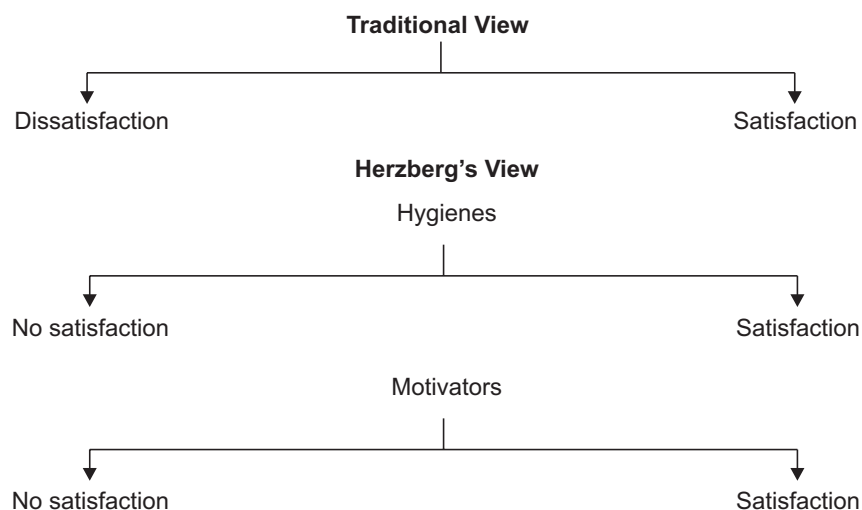 Traditional View
Dissatisfaction Satisfaction
Herzberg’s View
Hygienes
No satisfaction Satisfaction
Motivators
No satisfaction Satisfaction